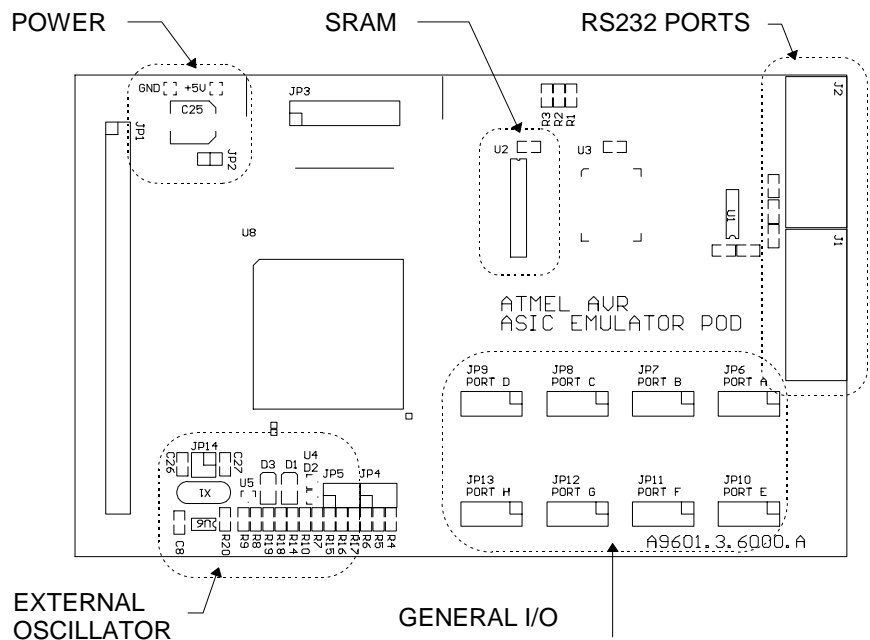 POWER
SRAM
RS232 PORTS
GND
+5V
C25
JP1
JP2
JP3
R3
R2
R1
U2
U3
J2
U1
J1
U8
ATMEL AVR
ASIC EMULATOR POD
JP9
PORT D
JP8
PORT C
JP7
PORT B
JP6
PORT A
JP13
PORT H
JP12
PORT G
JP11
PORT F
JP10
PORT E
A9601.3.6000.A
C26
JP14
C27
X1
U5
D3
D1
U4
D2
JP5
JP4
C8
U6
R20
R9
R8
R19
R18
R14
R10
R7
R15
R16
R17
R6
R5
R4
EXTERNAL
OSCILLATOR
GENERAL I/O